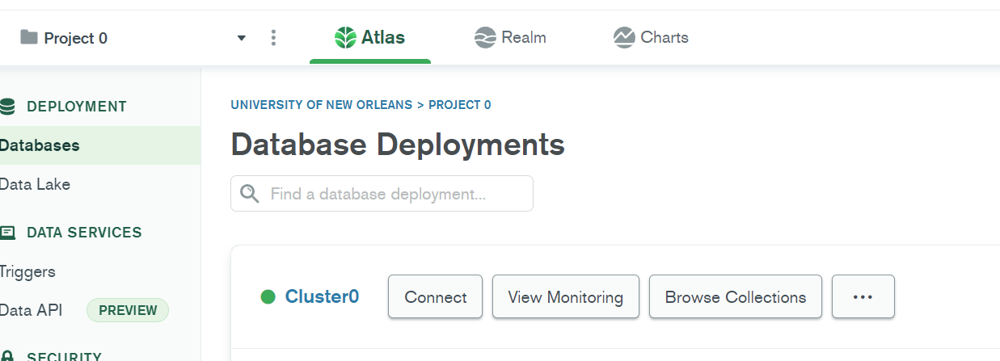 Project 0
Atlas
Realm
Charts
DEPLOYMENT
Databases
Data Lake
DATA SERVICES
Triggers
Data API PREVIEW
SECURITY
UNIVERSITY OF NEW ORLEANS > PROJECT 0
Database Deployments
Find a database deployment...
Cluster0
Connect
View Monitoring
Browse Collections
...